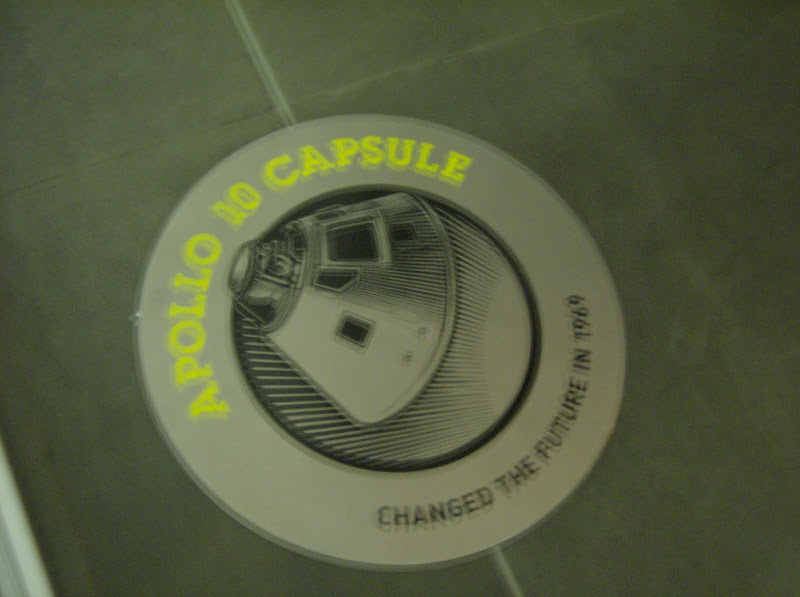 APOLLO 10 CAPSULE
CHANGED THE FUTURE IN 1969